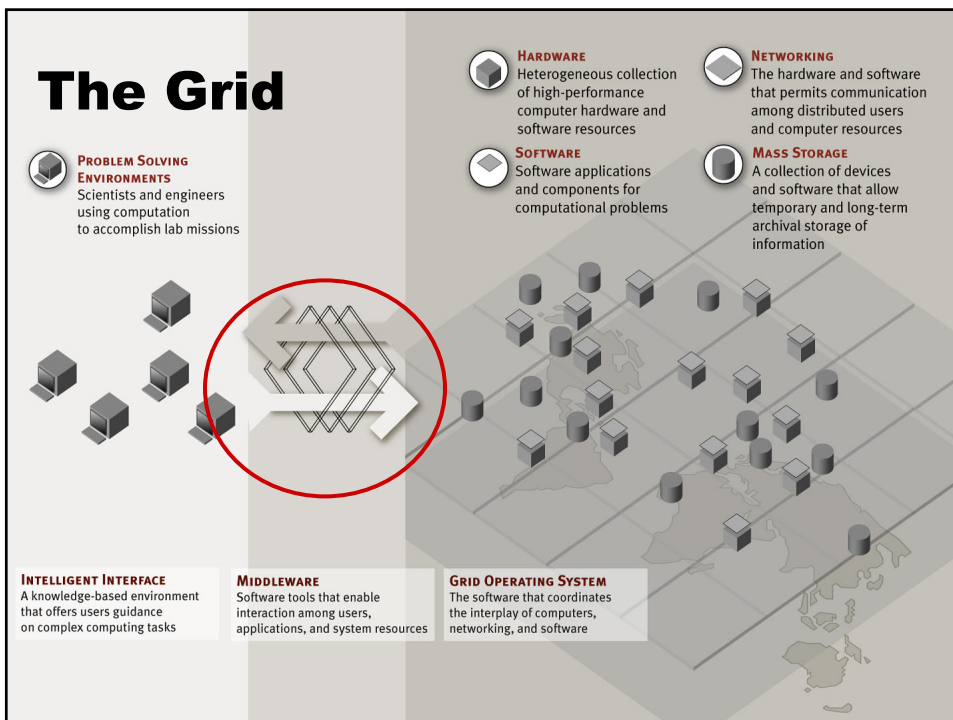 The Grid
PROBLEM SOLVING
ENVIRONMENTS
Scientists and engineers
using computation
to accomplish lab missions
HARDWARE
Heterogeneous collection
of high-performance
computer hardware and
software resources
SOFTWARE
Software applications
and components for
computational problems
NETWORKING
The hardware and software
that permits communication
among distributed users
and computer resources
MASS STORAGE
A collection of devices
and software that allow
temporary and long-term
archival storage of
information
INTELLIGENT INTERFACE
A knowledge-based environment
that offers users guidance
on complex computing tasks
MIDDLEWARE
Software tools that enable
interaction among users,
applications, and system resources
GRID OPERATING SYSTEM
The software that coordinates
the interplay of computers,
networking, and software